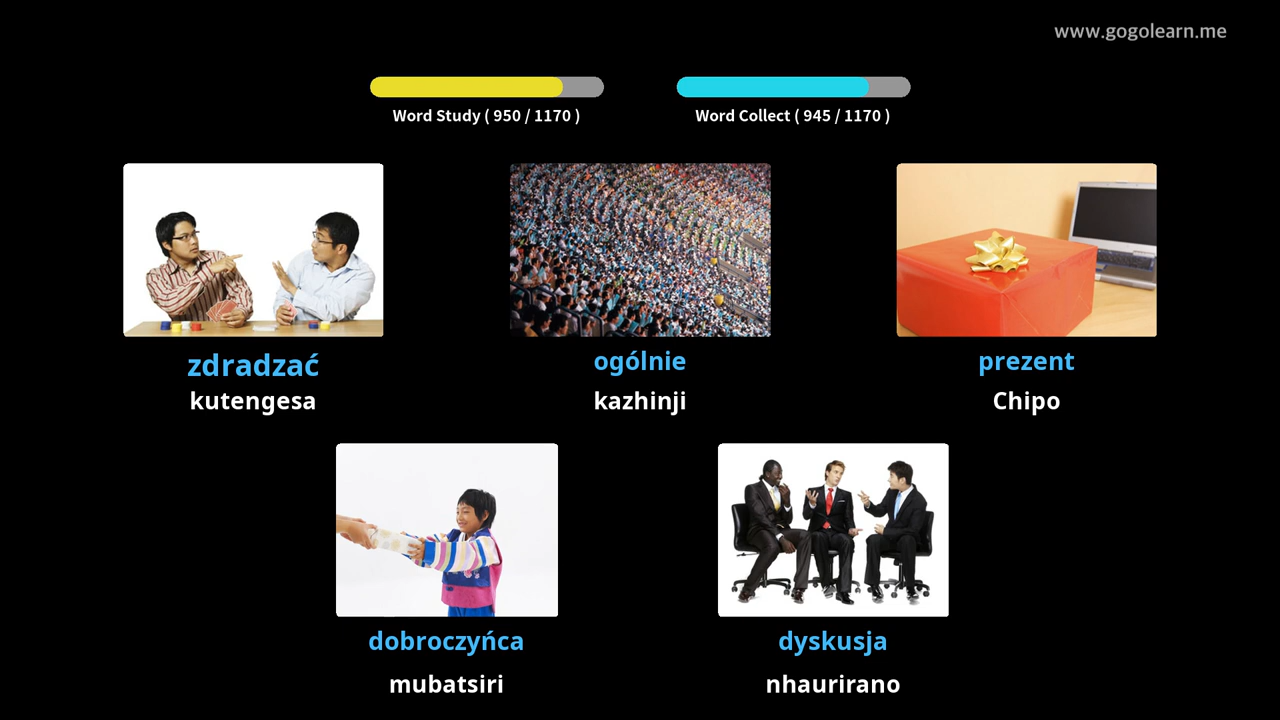 www.gogolearn.me
Word Study ( 950 / 1170 )
Word Collect ( 945 / 1170 )
zdradzać
kutengesa
ogólnie
kazhinji
prezent
Chipo
dobroczyńca
mubatsiri
dyskusja
nhaurirano